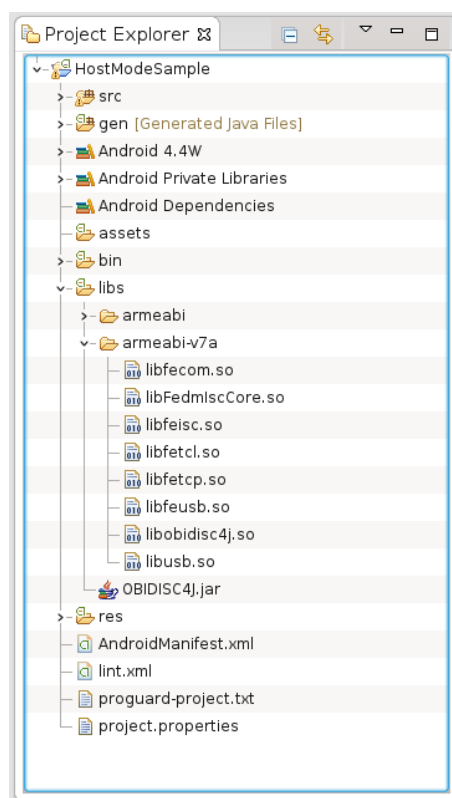 Project Explorer
HostModeSample
src
gen [Generated Java Files]
Android 4.4W
Android Private Libraries
Android Dependencies
assets
bin
libs
armeabi
armeabi-v7a
libfecom.so
libFedmIscCore.so
libfeisc.so
libfetcl.so
libfetcp.so
libfeusb.so
libobidisc4j.so
libusb.so
OBIDISC4J.jar
res
AndroidManifest.xml
lint.xml
proguard-project.txt
project.properties